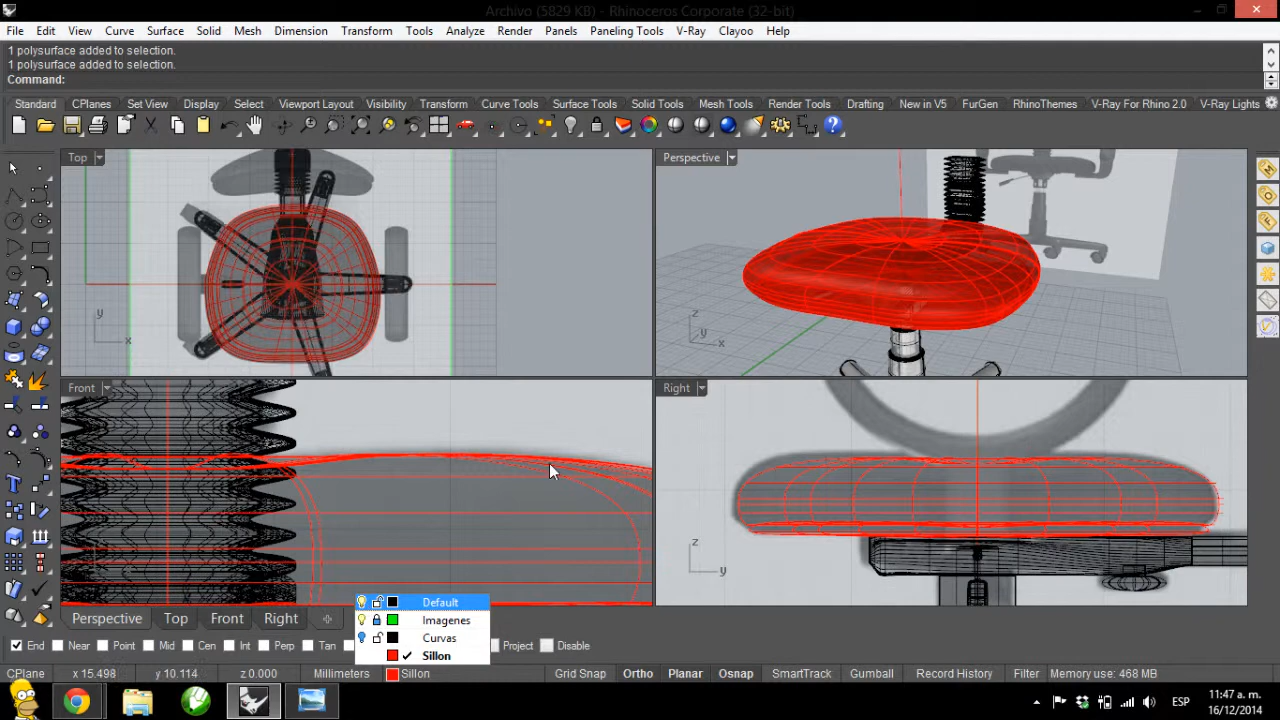 Archivo (5829 KB) - Rhinoceros Corporate (32-bit)
File Edit View Curve Surface Solid Mesh Dimension Transform Tools Analyze Render Panels Paneling Tools V-Ray Clayoo Help
1 polysurface added to selection.
1 polysurface added to selection.
Command:
Standard CPlanes Set View Display Select Viewport Layout Visibility Transform Curve Tools Surface Tools Solid Tools Mesh Tools Render Tools Drafting New in V5 FurGen RhinoThemes V-Ray For Rhino 2.0 V-Ray Lights
Top
Perspective
y
x
z
y
x
Front
Right
z
y
Default
Imagenes
Curvas
Sillon
Perspective Top Front Right
End Near Point Mid Cen Int Perp Tan Project Disable
CPlane x 15.498 y 10.114 z 0.000 Millimeters Sillon Grid Snap Ortho Planar Osnap SmartTrack Gumball Record History Filter Memory use: 468 MB
ESP
11:47 a. m.
16/12/2014